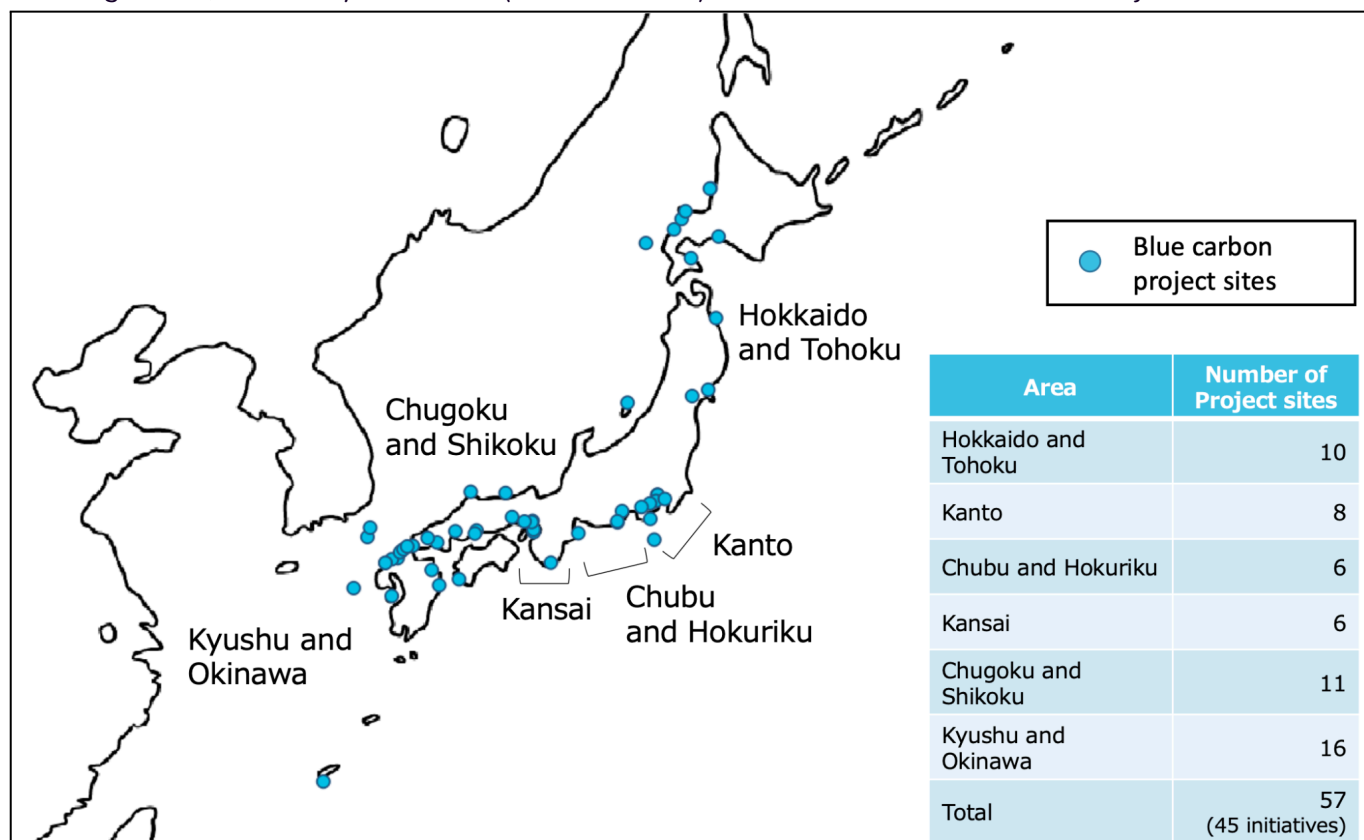 Hokkaido
and Tohoku
Chugoku
and Shikoku
Kanto
Kansai
Chubu
and Hokuriku
Kyushu and
Okinawa
Blue carbon
project sites
Area
Number of
Project sites
Hokkaido and
Tohoku
10
Kanto
8
Chubu and Hokuriku
6
Kansai
6
Chugoku and
Shikoku
11
Kyushu and
Okinawa
16
Total
57
(45 initiatives)